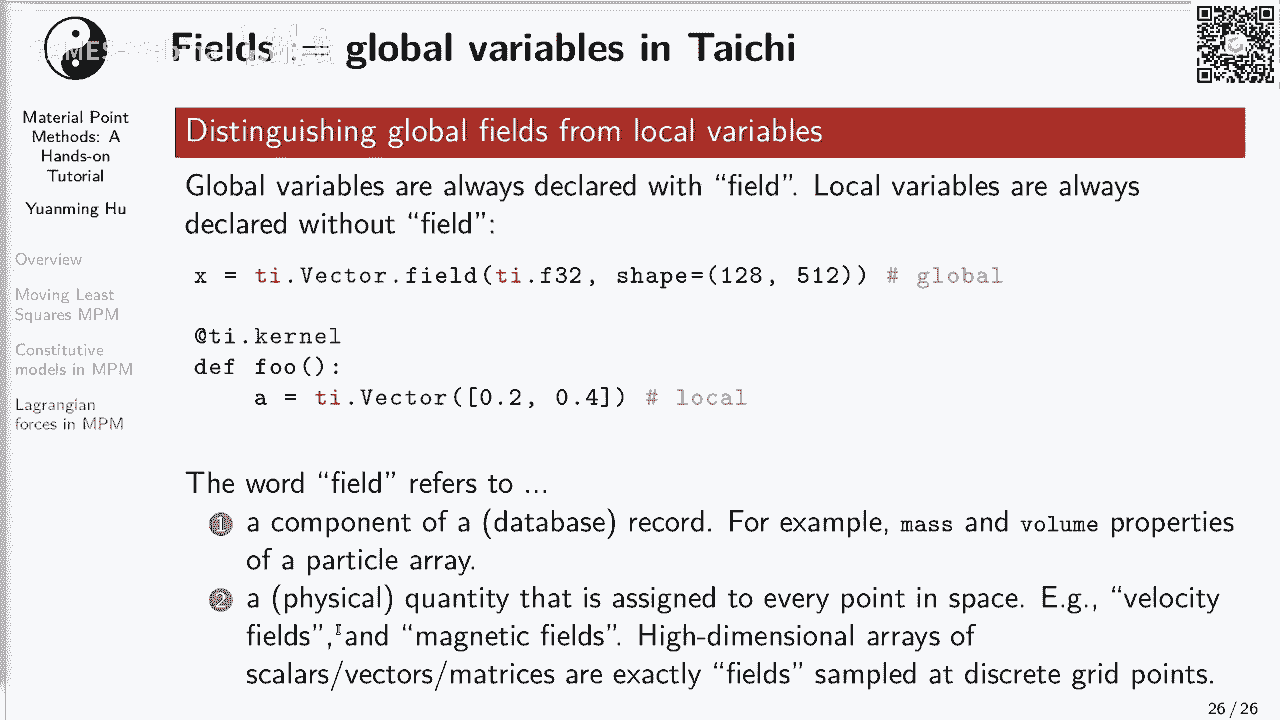 Fields := global variables in Taichi
Material Point
Methods: A
Hands-on
Tutorial
Yuanming Hu
Overview
Moving Least
Squares MPM
Constitutive
models in MPM
Lagrangian
forces in MPM
Distinguishing global fields from local variables
Global variables are always declared with “field”. Local variables are always
declared without “field”:
x = ti.Vector.field(ti.f32, shape=(128, 512)) # global
@ti.kernel
def foo():
a = ti.Vector([0.2, 0.4]) # local
The word “field” refers to ...
1 a component of a (database) record. For example, mass and volume properties
of a particle array.
2 a (physical) quantity that is assigned to every point in space. E.g., “velocity
fields”, and “magnetic fields”. High-dimensional arrays of
scalars/vectors/matrices are exactly “fields” sampled at discrete grid points.
26 / 26